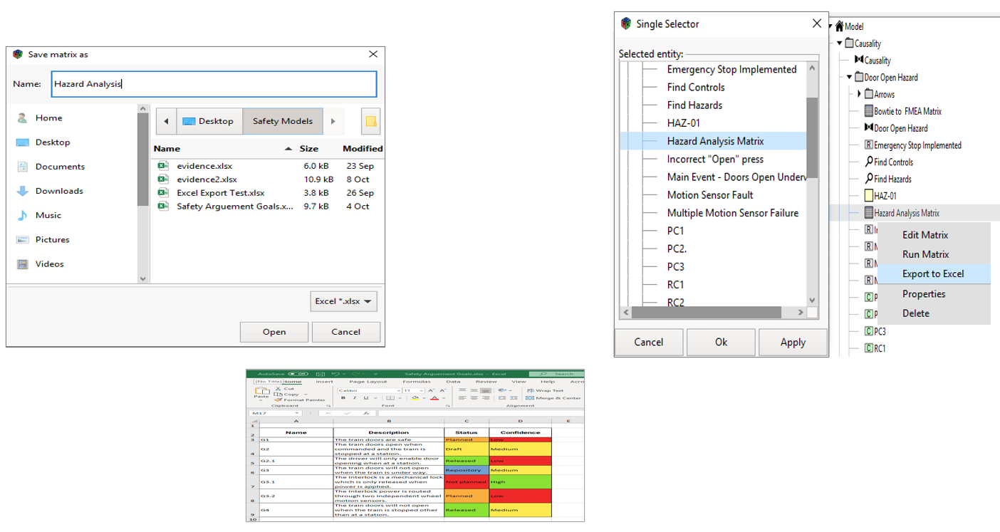 Save matrix as
Name: Hazard Analysis
Home
Desktop
Documents
Downloads
Music
Pictures
Videos
Desktop Safety Models
Name Size Modified
evidence.xlsx 6.0 kB 23 Sep
evidence2.xlsx 10.9 kB 8 Oct
Excel Export Test.xlsx 3.8 kB 26 Sep
Safety Arguement Goals.x... 9.7 kB 4 Oct
Excel *.xlsx
Open Cancel
Single Selector
Selected entity:
Emergency Stop Implemented
Find Controls
Find Hazards
HAZ-01
Hazard Analysis Matrix
Incorrect "Open" press
Main Event - Doors Open Underw
Motion Sensor Fault
Multiple Motion Sensor Failure
PC1
PC2.
PC3
RC1
RC2
Cancel Ok Apply
Model
Causality
Causality
Door Open Hazard
Arrows
Bowtie to FMEA Matrix
Door Open Hazard
R Emergency Stop Implemented
Find Controls
Find Hazards
HAZ-01
Hazard Analysis Matrix
R
R
R
R
C P
C P
C PC3
C RC1
Edit Matrix
Run Matrix
Export to Excel
Properties
Delete
AutoSave Off Safety Arguement Goals.xlsx - Excel Search
[No Title] Home Insert Page Layout Formulas Data Review View Help Acro
Paste Cut
Copy
Format Painter
Calibri 11
B I U
Wrap Text
Merge & Center
Clipboard Font Alignment
M17 fx
A B C D E
1
2 Name Description Status Confidence
3 G1 The train doors are safe Planned Low
4 G2 The train doors open when
commanded and the train is
stopped at a station. Draft Medium
5 G2.1 The driver will only enable door
opening when at a station. Released Low
6 G3 The train doors will not open
when the train is under way. Repository Medium
7 G3.1 The Interlock is a mechanical lock
which is only released when
power is applied. Not planned High
8 G3.2 The Interlock power is routed
through two independent wheel
motion sensors. Planned Low
9 G4 The train doors will not open
when the train is stopped other
than at a station. Released Medium
10